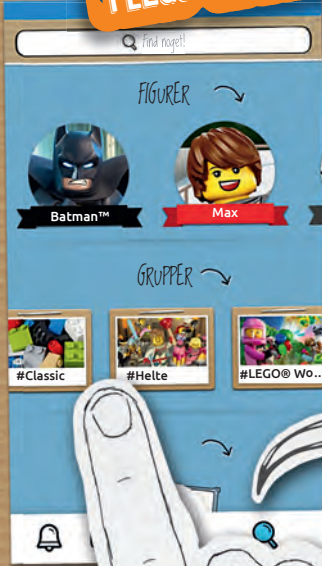 find noget!
FIGURER
Batman™
Max
GRUPPER
#Classic
#Helte
#LEGO® Wo...